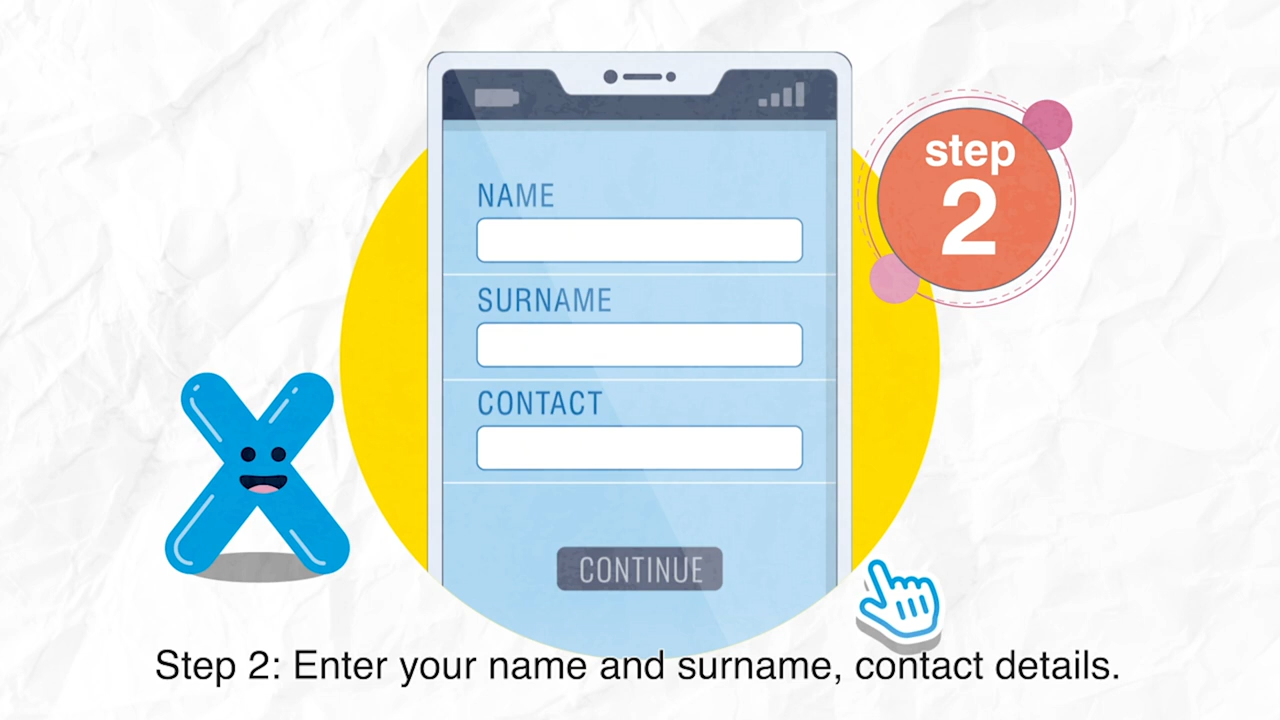 step
2
NAME
SURNAME
CONTACT
CONTINUE
Step 2: Enter your name and surname, contact details.